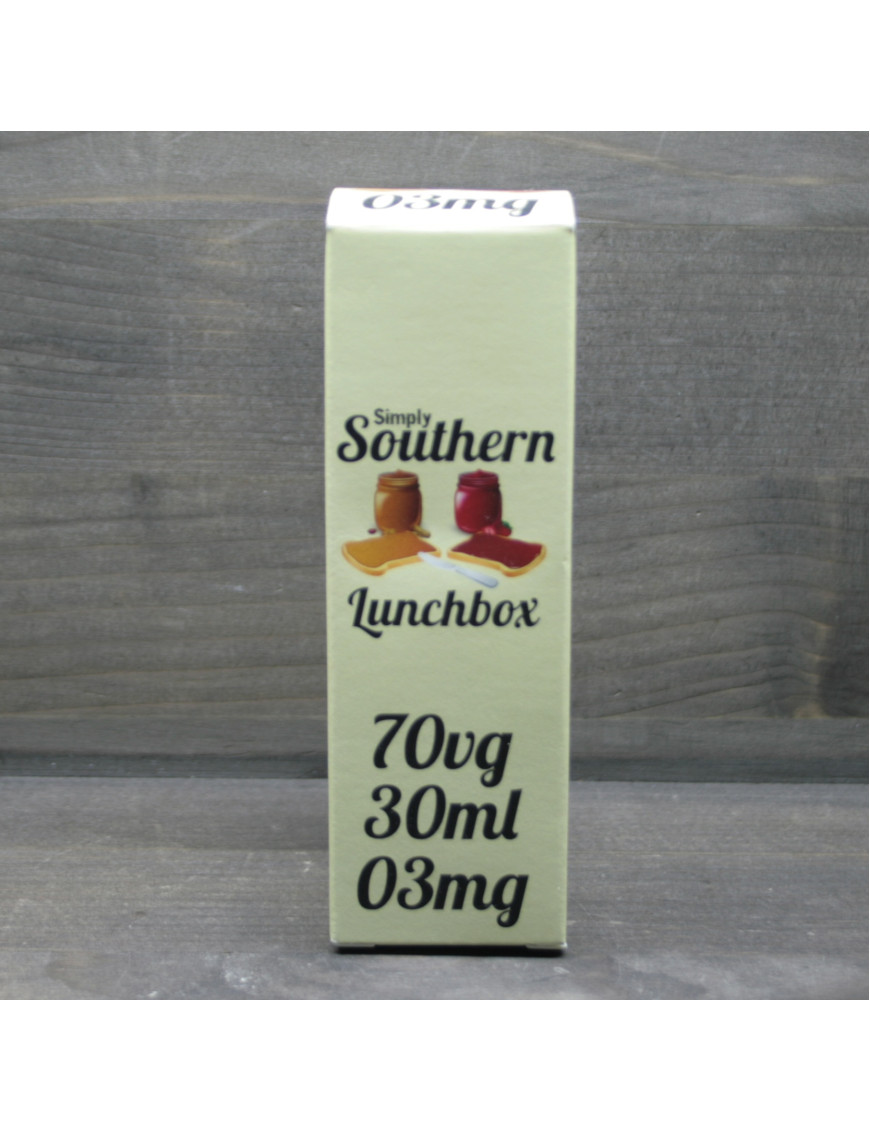 03mg
Simply
Southern
Lunchbox
70vg
30ml
03mg